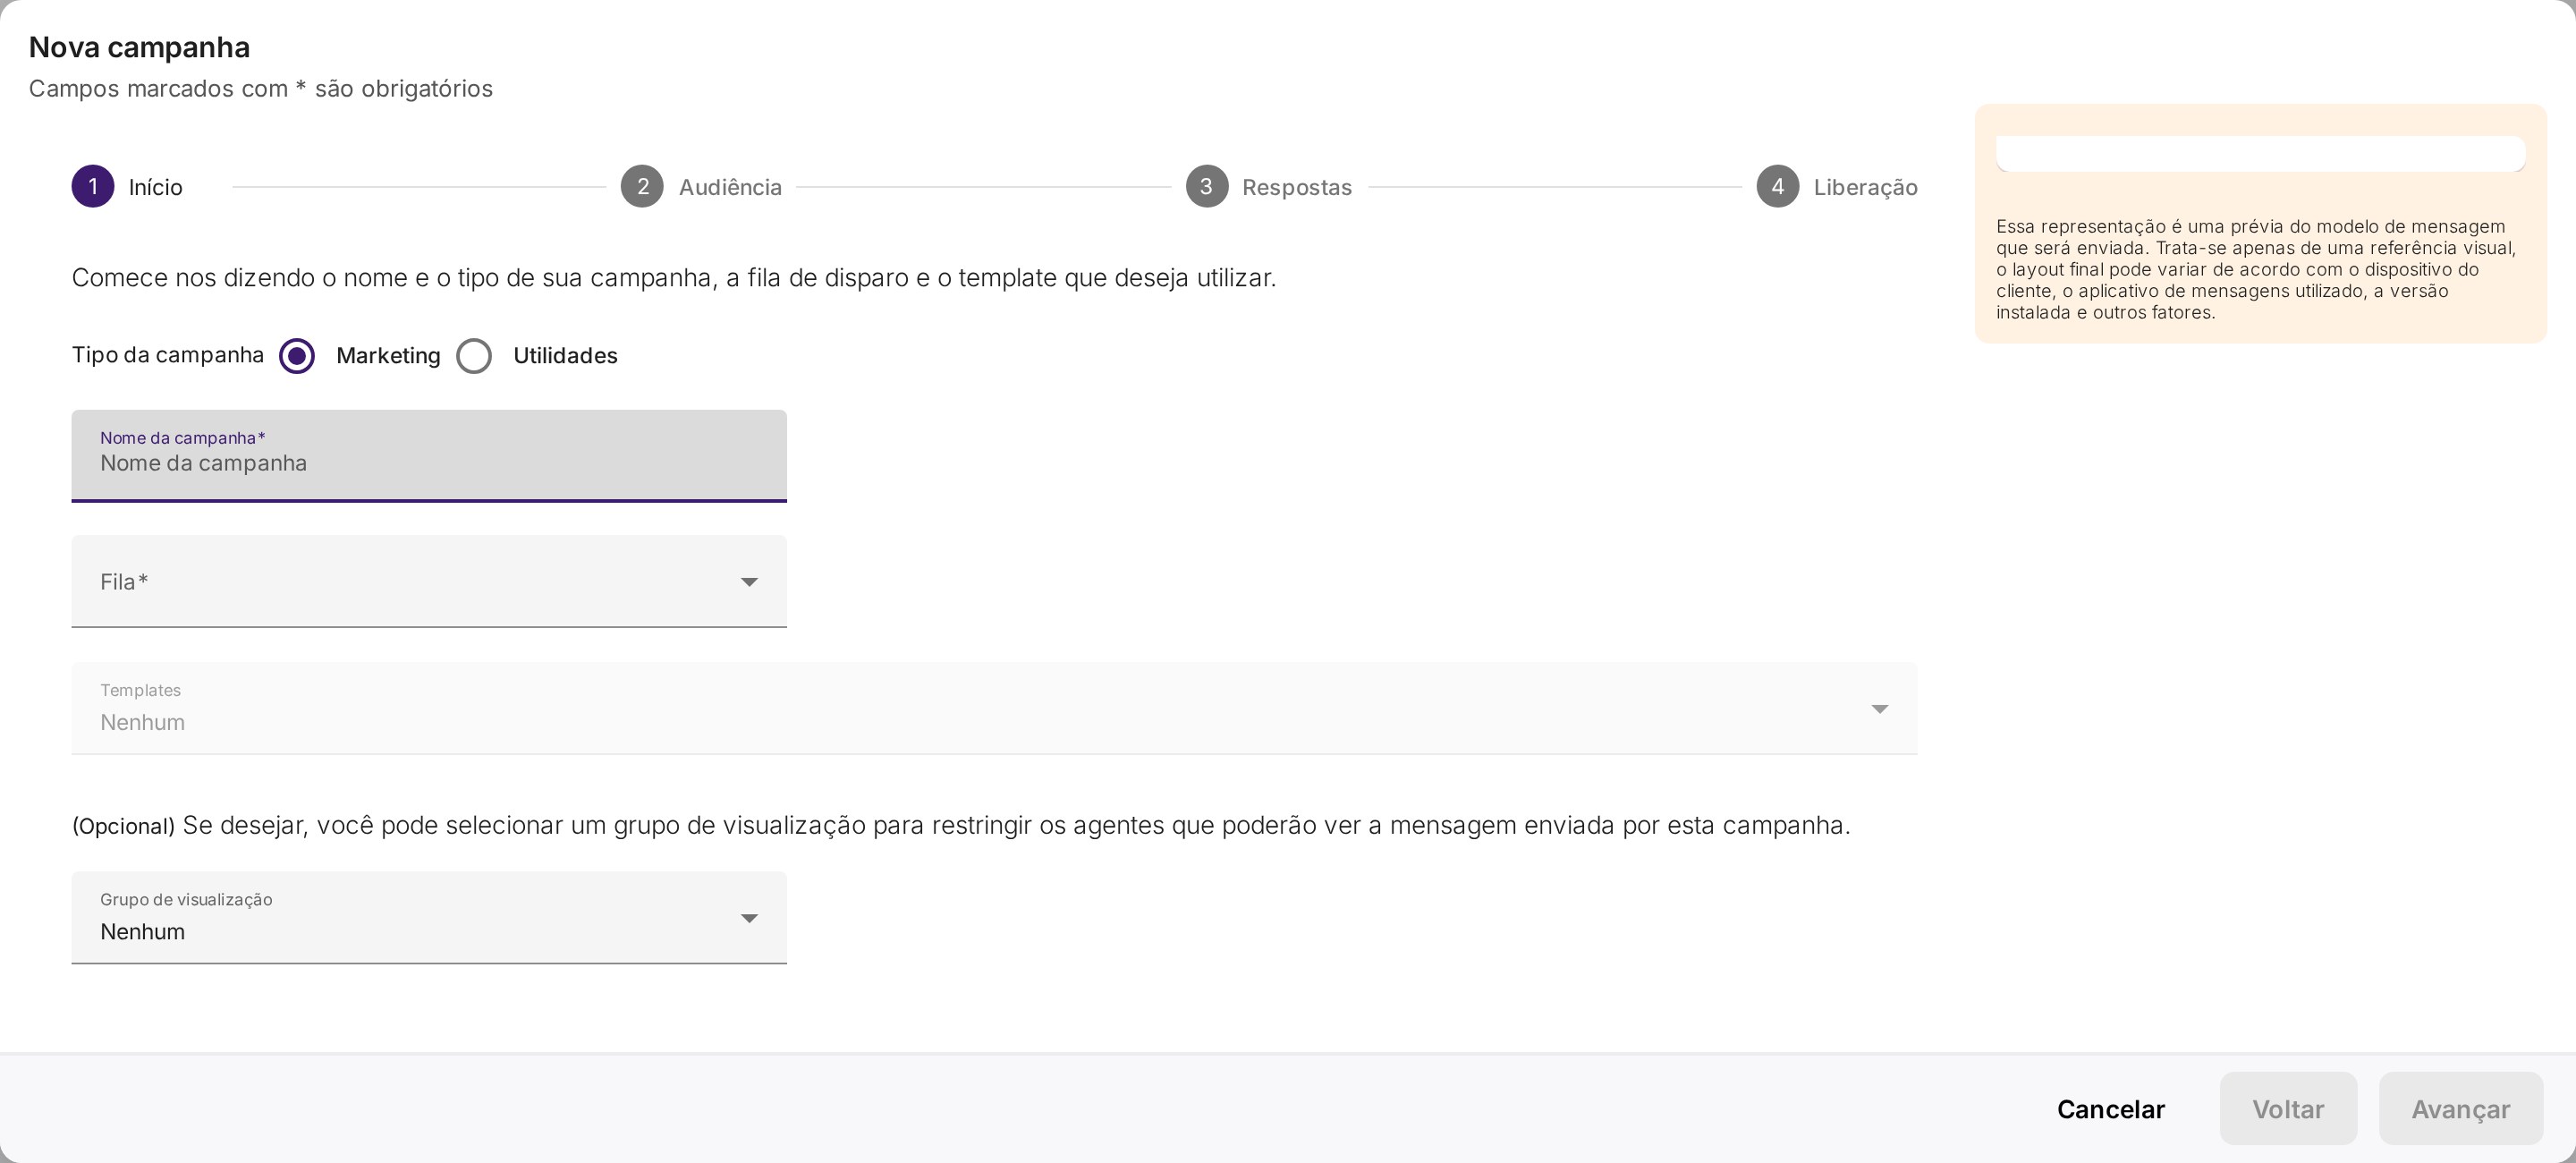 Nova campanha
Campos marcados com * são obrigatórios
1 Início 2 Audiência 3 Respostas 4 Liberação
Comece nos dizendo o nome e o tipo de sua campanha, a fila de disparo e o template que deseja utilizar.
Tipo da campanha Marketing Utilidades
Nome da campanha*
Nome da campanha
Fila*
Templates
Nenhum
(Opcional) Se desejar, você pode selecionar um grupo de visualização para restringir os agentes que poderão ver a mensagem enviada por esta campanha.
Grupo de visualização
Nenhum
Essa representação é uma prévia do modelo de mensagem
que será enviada. Trata-se apenas de uma referência visual,
o layout final pode variar de acordo com o dispositivo do
cliente, o aplicativo de mensagens utilizado, a versão
instalada e outros fatores.
Cancelar Voltar Avançar